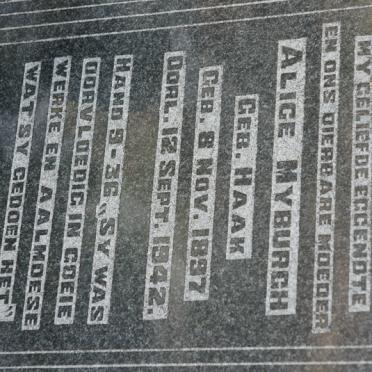 MY GELIEFDE EGGENOTE
EN ONS DIERBARE MOEDER
ALICE MYBURGH
GEB. HAAK
GEB. 8 NOV. 1887
OORL. 12 SEPT. 1942.
HAND 9-36 „SY WAS
OORVLOEDIG IN GOEIE
WERKE EN AALMOESE
WAT SY GEDOEN HET"